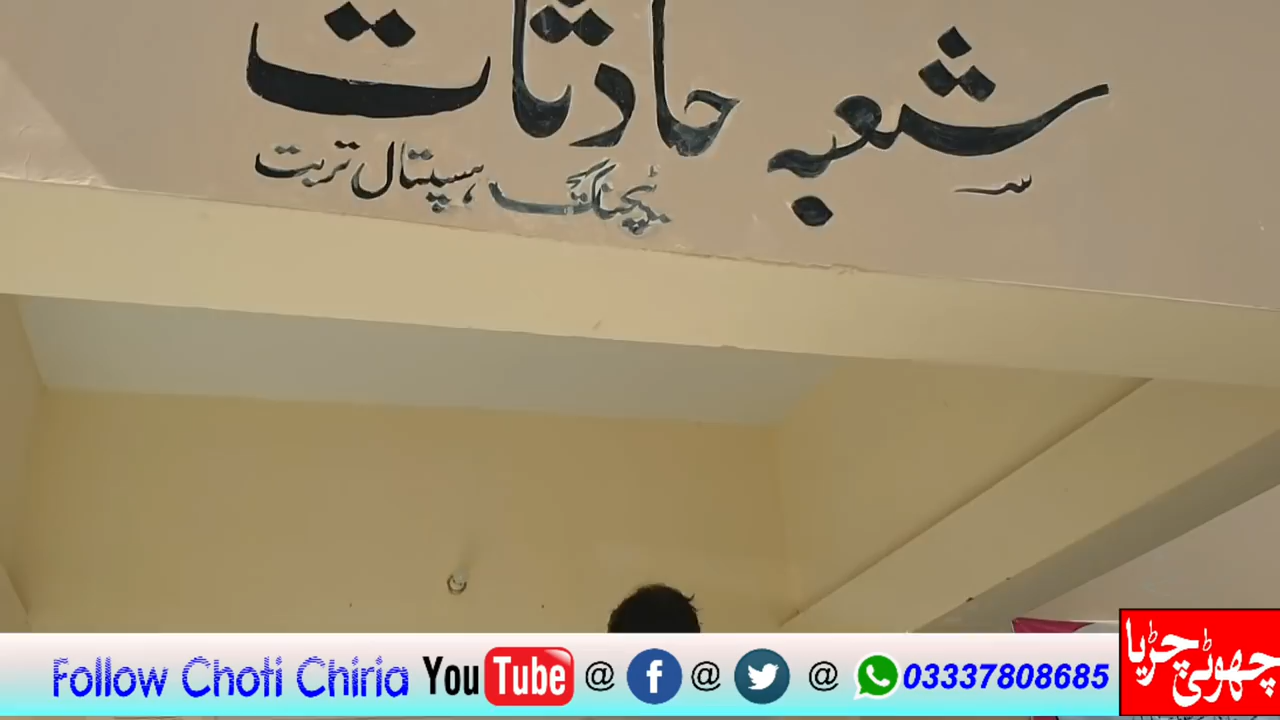 شعبہ حادثات
ٹیچنگ ہسپتال تربت
Follow Choti Chiria YouTube @ @ @ 03337808685
چھوٹی چڑیا